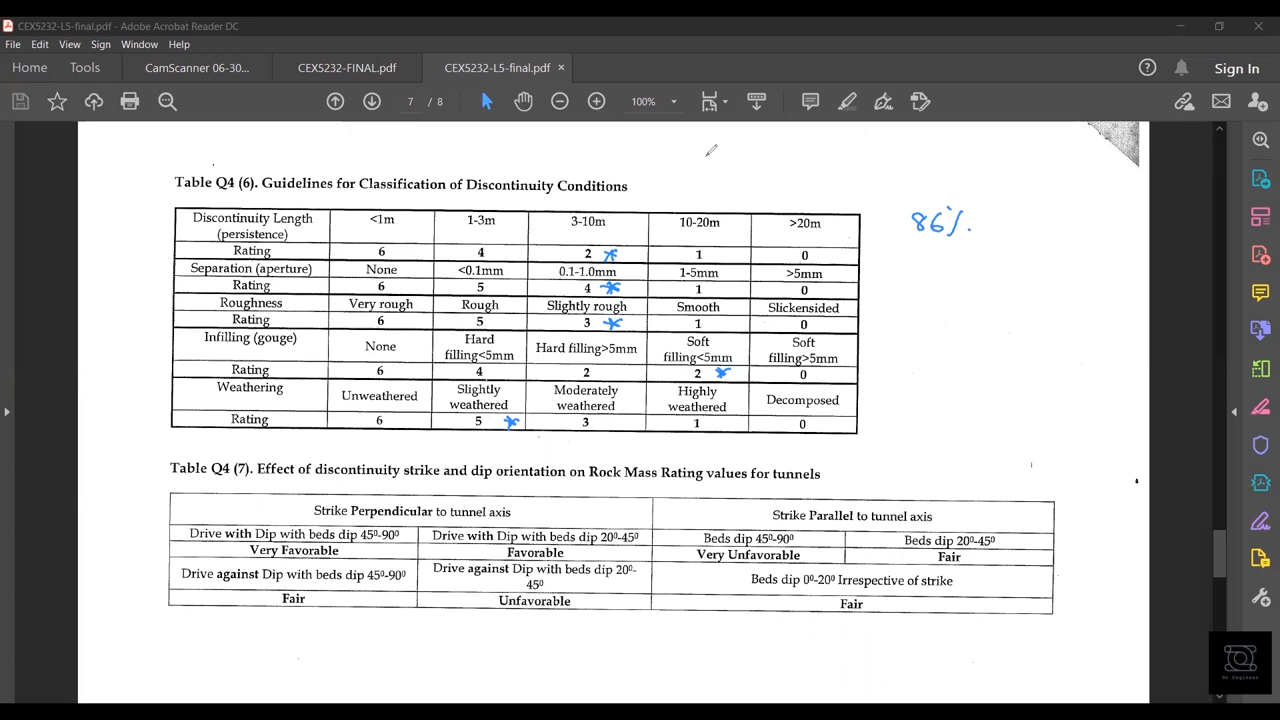 CEX5232-L5-final.pdf - Adobe Acrobat Reader DC
File Edit View Sign Window Help
Home Tools CamScanner 06-30... CEX5232-FINAL.pdf CEX5232-L5-final.pdf × Sign In
7 / 8 100%
Table Q4 (6). Guidelines for Classification of Discontinuity Conditions
86%.
Discontinuity Length (persistence) <1m 1-3m 3-10m 10-20m >20m
Rating 6 4 2 1 0
Separation (aperture) None <0.1mm 0.1-1.0mm 1-5mm >5mm
Rating 6 5 4 1 0
Roughness Very rough Rough Slightly rough Smooth Slickensided
Rating 6 5 3 1 0
Infilling (gouge) None Hard filling<5mm Hard filling>5mm Soft filling<5mm Soft filling>5mm
Rating 6 4 2 2 0
Weathering Unweathered Slightly weathered Moderately weathered Highly weathered Decomposed
Rating 6 5 3 1 0
Table Q4 (7). Effect of discontinuity strike and dip orientation on Rock Mass Rating values for tunnels
Strike Perpendicular to tunnel axis Strike Parallel to tunnel axis
Drive with Dip with beds dip 45⁰-90⁰ Drive with Dip with beds dip 20⁰-45⁰ Beds dip 45⁰-90⁰ Beds dip 20⁰-45⁰
Very Favorable Favorable Very Unfavorable Fair
Drive against Dip with beds dip 45⁰-90⁰ Drive against Dip with beds dip 20⁰-45⁰ Beds dip 0⁰-20⁰ Irrespective of strike
Fair Unfavorable Fair